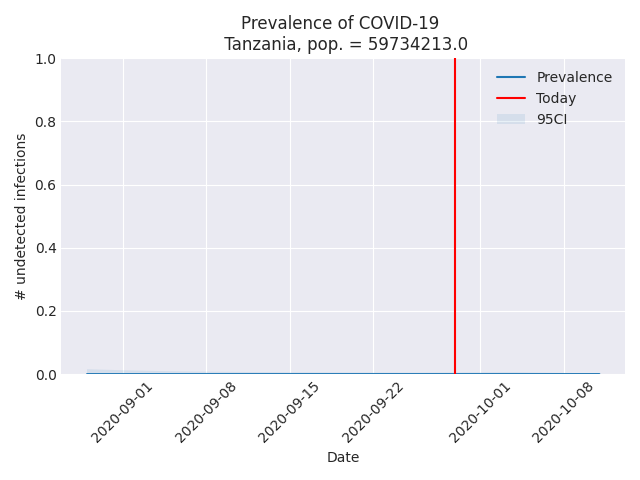 Prevalence of COVID-19
Tanzania, pop. = 59734213.0
1.0
0.8
0.6
0.4
0.2
0.0
# undetected infections
Prevalence
Today
95CI
2020-09-01
2020-09-08
2020-09-15
2020-09-22
2020-10-01
2020-10-08
Date